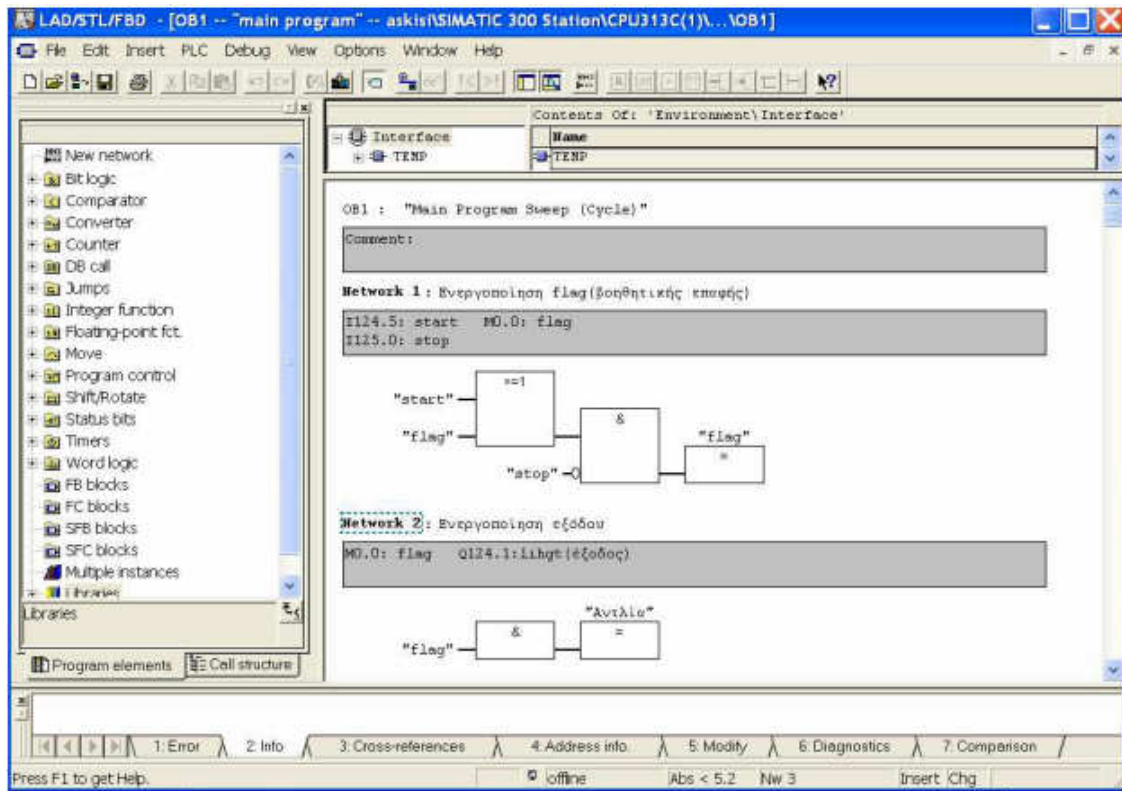 LAD/STL/FBD - [OB1 -- "main program" -- askisi\SIMATIC 300 Station\CPU313C(1)\...\OB1]
File Edit Insert PLC Debug View Options Window Help
New network
Bit logic
Comparator
Converter
Counter
DB call
Jumps
Integer function
Floating-point fct.
Move
Program control
Shift/Rotate
Status bits
Timers
Word logic
FB blocks
FC blocks
SFB blocks
SFC blocks
Multiple instances
Libraries
Libraries
Program elements Call structure
Contents Of: 'Environment\Interface'
Interface
TEMP
Name
TEMP
OB1 : "Main Program Sweep (Cycle)"
Comment:
Network 1: Ενεργοποίηση flag(βοηθητικής επαφής)
I124.5: start M0.0: flag
I125.0: stop
>=1
"start"
"flag"
&
"stop"
"flag"
=
Network 2: Ενεργοποίηση εξόδου
M0.0: flag Q124.1:lihgt(έξοδος)
"Αντλία"
&
=
"flag"
1: Error 2: Info 3: Cross-references 4: Address info. 5: Modify 6: Diagnostics 7: Comparison
Press F1 to get Help. offline Abs < 5.2 Nw 3 Insert Chg